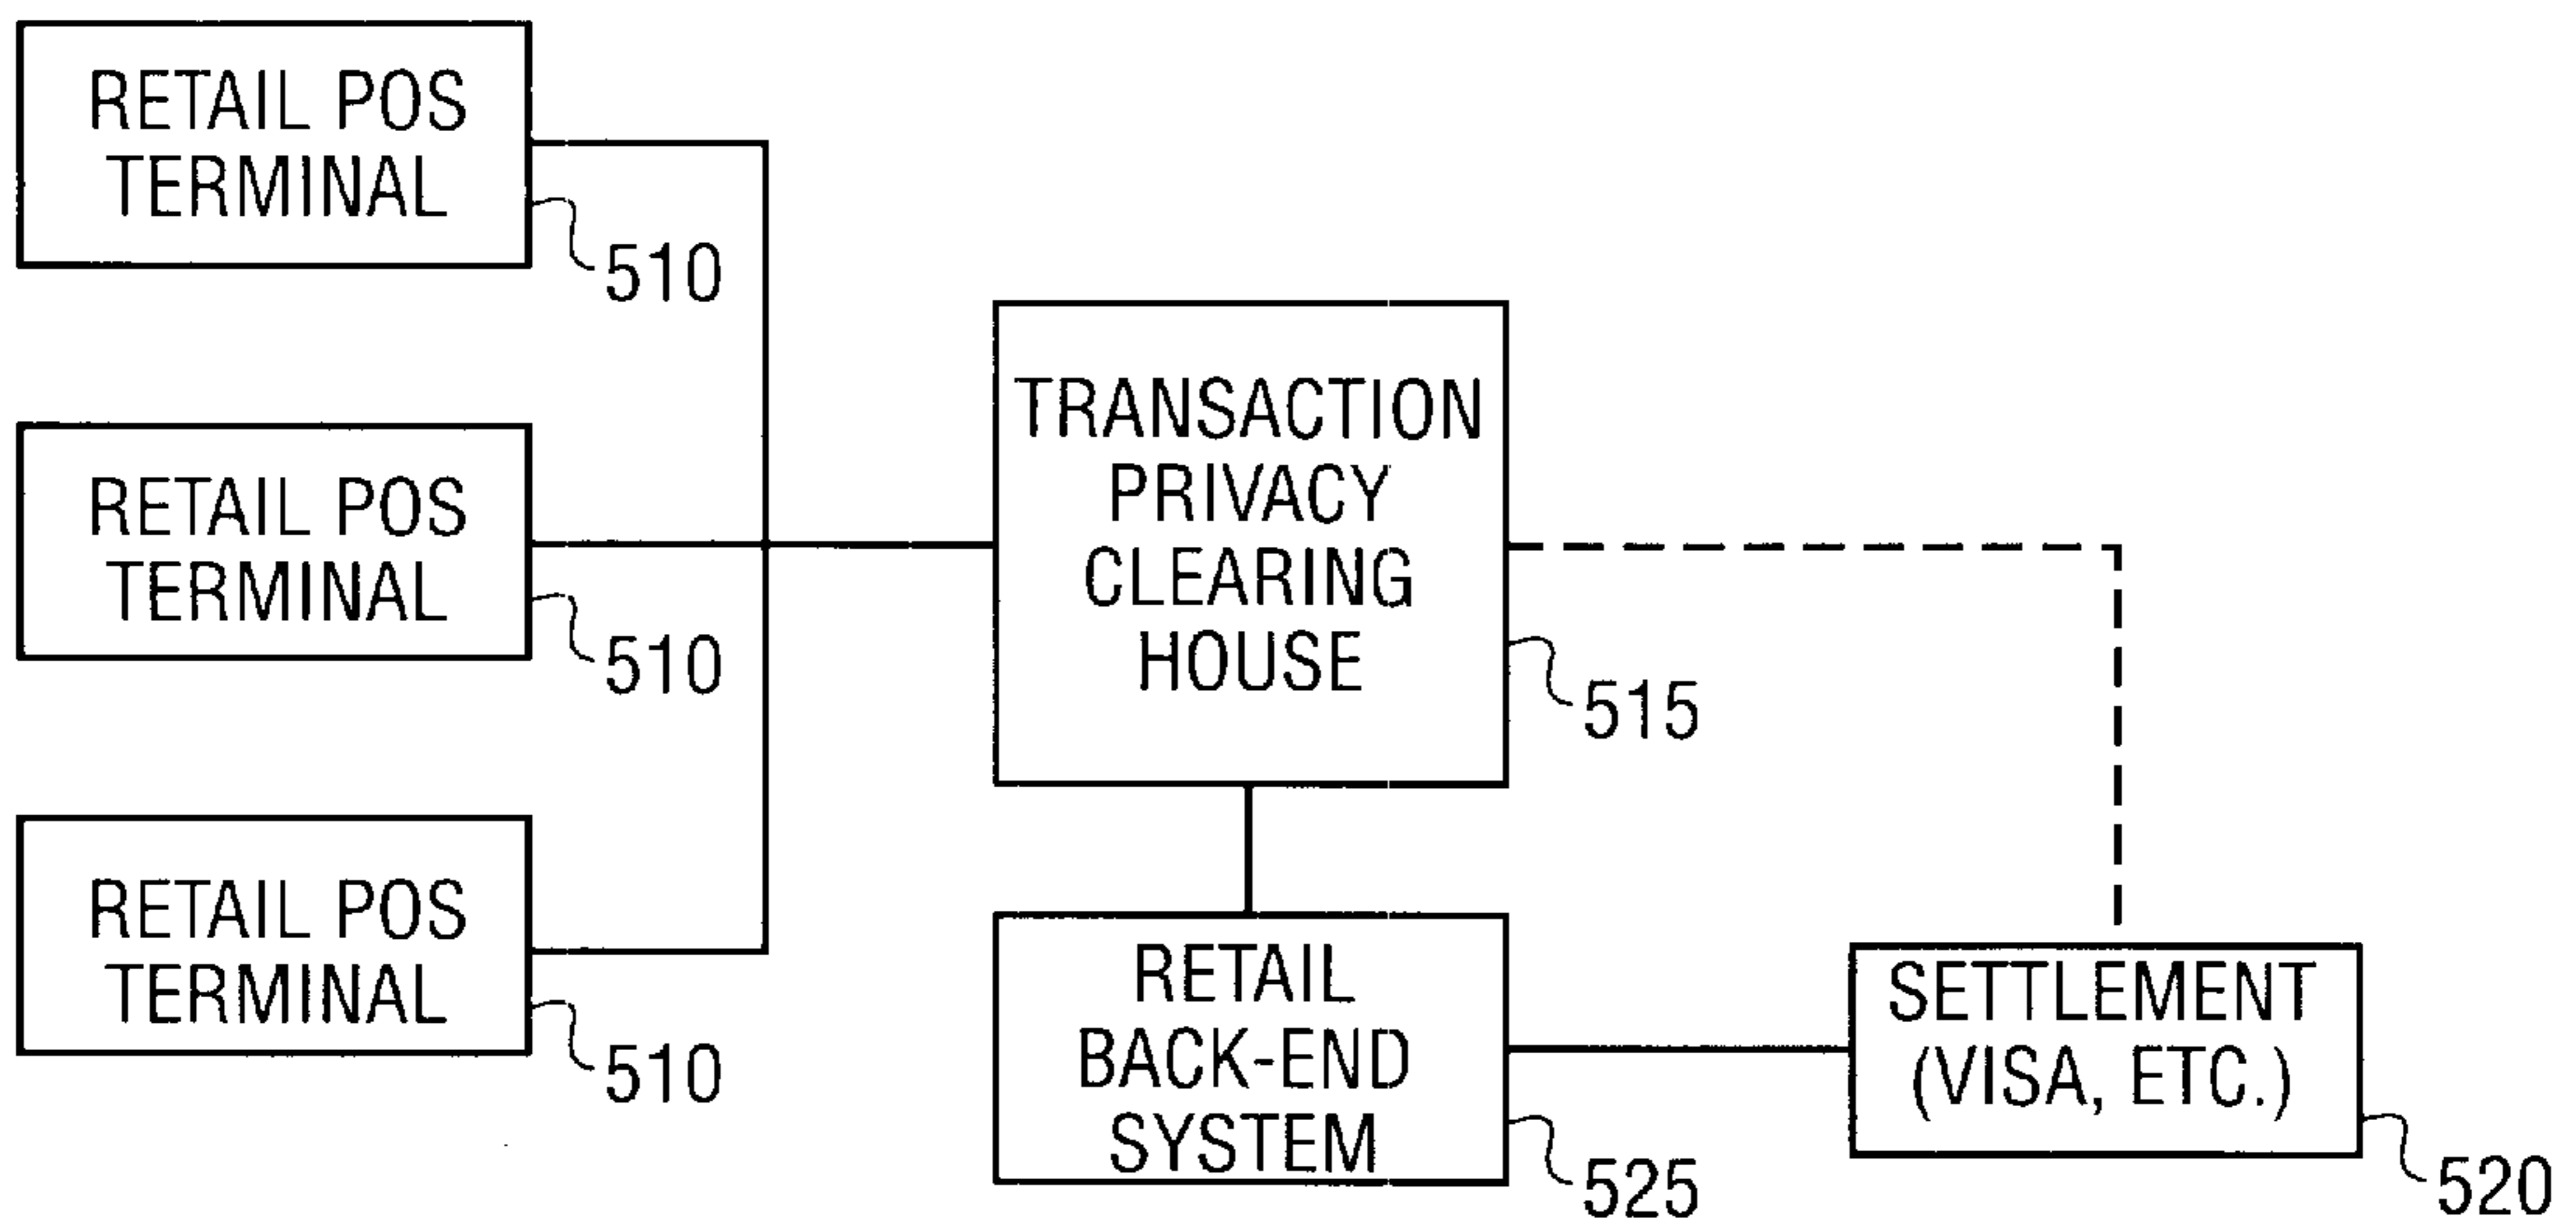 RETAIL POS
TERMINAL
510
RETAIL POS
TERMINAL
510
RETAIL POS
TERMINAL
510
TRANSACTION
PRIVACY
CLEARING
HOUSE
515
RETAIL
BACK-END
SYSTEM
525
SETTLEMENT
(VISA, ETC.)
520